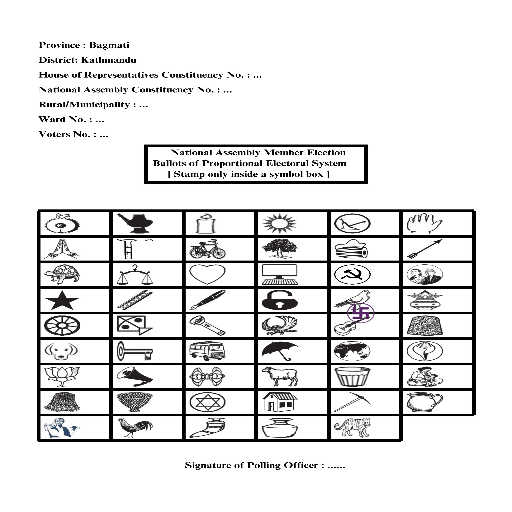 Province : Bagmati
District: Kathmandu
House of Representatives Constituency No. : ...
National Assembly Constituency No. : ...
Rural/Municipality : ...
Ward No. : ...
Voters No. : ...
National Assembly Member Election
Ballots of Proportional Electoral System
[ Stamp only inside a symbol box ]
Signature of Polling Officer : ......